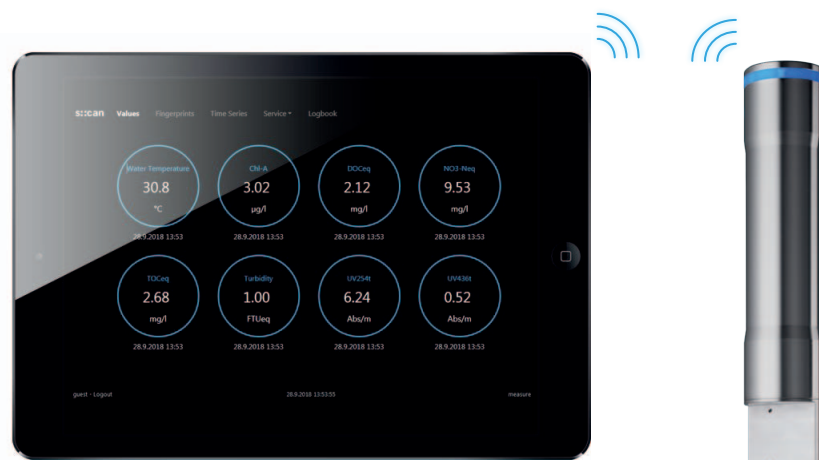 s::can Values Fingerprints Time Series Service Logbook
Water Temperature Chl-A DOCeq NO3-Neq
30.8 3.02 2.12 9.53
°C µg/l mg/l mg/l
28.9.2018 13:53 28.9.2018 13:53 28.9.2018 13:53 28.9.2018 13:53
TOCeq Turbidity UV254t UV436t
2.68 1.00 6.24 0.52
mg/l FTUeq Abs/m Abs/m
28.9.2018 13:53 28.9.2018 13:53 28.9.2018 13:53 28.9.2018 13:53
guest - Logout 28.9.2018 13:53:55 measure